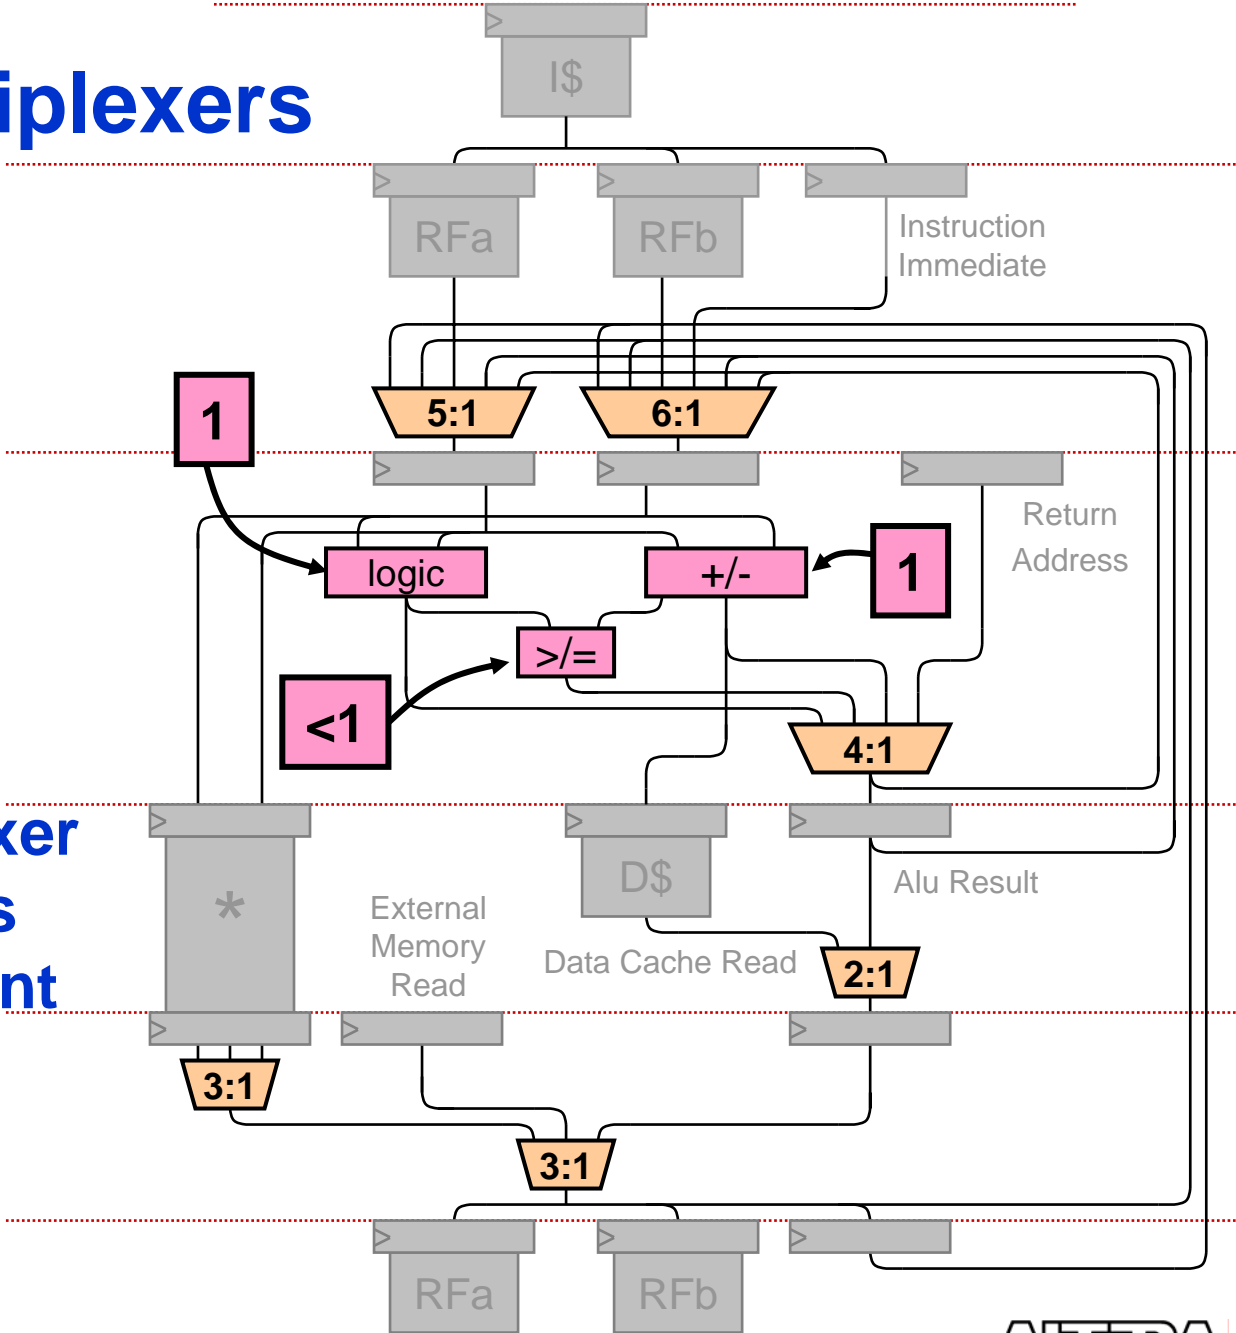 I$
iplexers
RFa
RFb
Instruction
Immediate
1
5:1
6:1
Return
Address
logic
+/-
1
>/=
<1
4:1
xer
s
nt
*
D$
Alu Result
External
Memory
Read
Data Cache Read
2:1
3:1
3:1
RFa
RFb